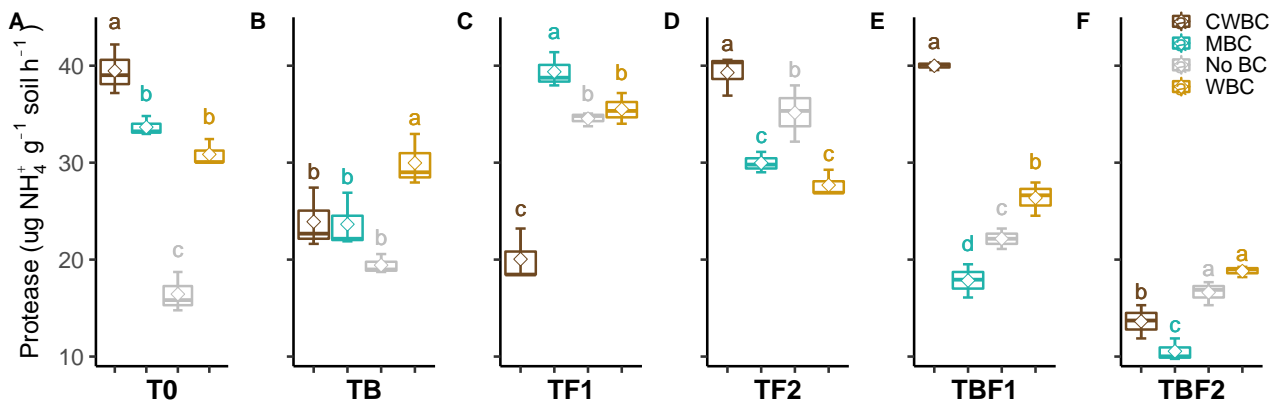 A
B
C
D
E
F
CWBC
MBC
No BC
WBC
Protease (ug NH₄⁺ g⁻¹ soil h⁻¹)
40
30
20
10
a
b
c
b
b
b
b
a
c
a
b
b
a
c
b
c
a
d
c
b
b
c
a
a
T0
TB
TF1
TF2
TBF1
TBF2